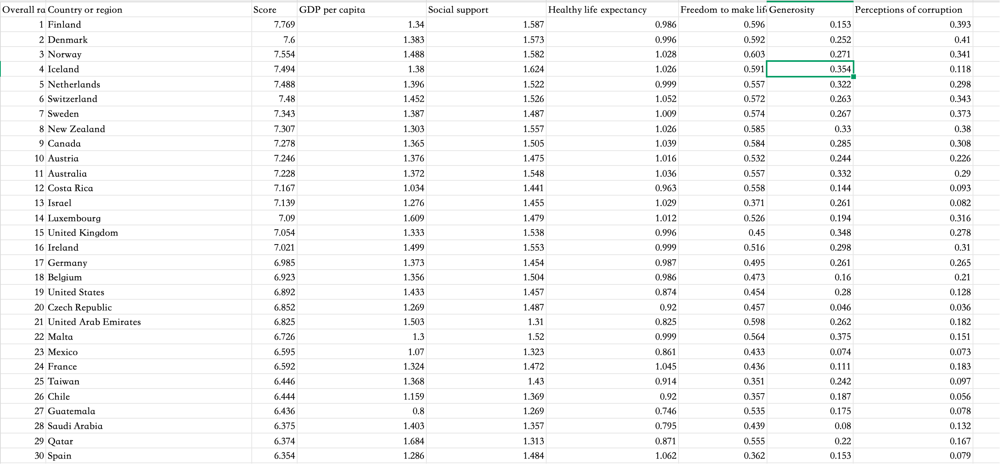 Overall ra Country or region Score GDP per capita Social support Healthy life expectancy Freedom to make life Generosity Perceptions of corruption
1 Finland 7.769 1.34 1.587 0.986 0.596 0.153 0.393
2 Denmark 7.6 1.383 1.573 0.996 0.592 0.252 0.41
3 Norway 7.554 1.488 1.582 1.028 0.603 0.271 0.341
4 Iceland 7.494 1.38 1.624 1.026 0.591 0.354 0.118
5 Netherlands 7.488 1.396 1.522 0.999 0.557 0.322 0.298
6 Switzerland 7.48 1.452 1.526 1.052 0.572 0.263 0.343
7 Sweden 7.343 1.387 1.487 1.009 0.574 0.267 0.373
8 New Zealand 7.307 1.303 1.557 1.026 0.585 0.33 0.38
9 Canada 7.278 1.365 1.505 1.039 0.584 0.285 0.308
10 Austria 7.246 1.376 1.475 1.016 0.532 0.244 0.226
11 Australia 7.228 1.372 1.548 1.036 0.557 0.332 0.29
12 Costa Rica 7.167 1.034 1.441 0.963 0.558 0.144 0.093
13 Israel 7.139 1.276 1.455 1.029 0.371 0.261 0.082
14 Luxembourg 7.09 1.609 1.479 1.012 0.526 0.194 0.316
15 United Kingdom 7.054 1.333 1.538 0.996 0.45 0.348 0.278
16 Ireland 7.021 1.499 1.553 0.999 0.516 0.298 0.31
17 Germany 6.985 1.373 1.454 0.987 0.495 0.261 0.265
18 Belgium 6.923 1.356 1.504 0.986 0.473 0.16 0.21
19 United States 6.892 1.433 1.457 0.874 0.454 0.28 0.128
20 Czech Republic 6.852 1.269 1.487 0.92 0.457 0.046 0.036
21 United Arab Emirates 6.825 1.503 1.31 0.825 0.598 0.262 0.182
22 Malta 6.726 1.3 1.52 0.999 0.564 0.375 0.151
23 Mexico 6.595 1.07 1.323 0.861 0.433 0.074 0.073
24 France 6.592 1.324 1.472 1.045 0.436 0.111 0.183
25 Taiwan 6.446 1.368 1.43 0.914 0.351 0.242 0.097
26 Chile 6.444 1.159 1.369 0.92 0.357 0.187 0.056
27 Guatemala 6.436 0.8 1.269 0.746 0.535 0.175 0.078
28 Saudi Arabia 6.375 1.403 1.357 0.795 0.439 0.08 0.132
29 Qatar 6.374 1.684 1.313 0.871 0.555 0.22 0.167
30 Spain 6.354 1.286 1.484 1.062 0.362 0.153 0.079